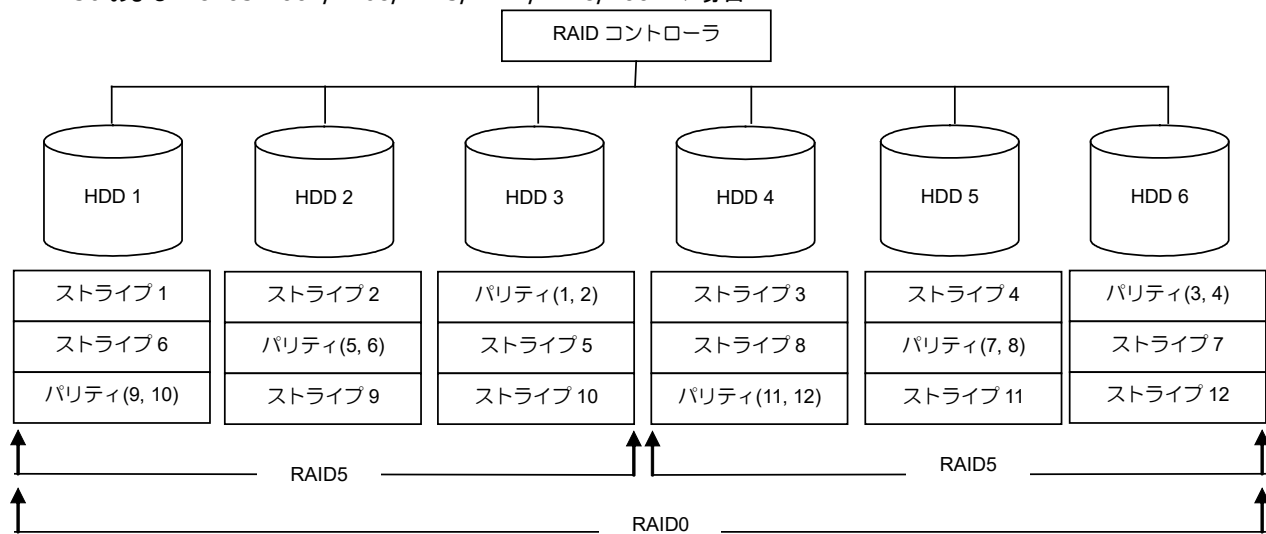 RAID コントローラ
HDD 1
HDD 2
HDD 3
HDD 4
HDD 5
HDD 6
ストライプ 1
ストライプ 2
パリティ(1, 2)
ストライプ 3
ストライプ 4
パリティ(3, 4)
ストライプ 6
パリティ(5, 6)
ストライプ 5
ストライプ 8
パリティ(7, 8)
ストライプ 7
パリティ(9, 10)
ストライプ 9
ストライプ 10
パリティ(11, 12)
ストライプ 11
ストライプ 12
RAID5
RAID5
RAID0